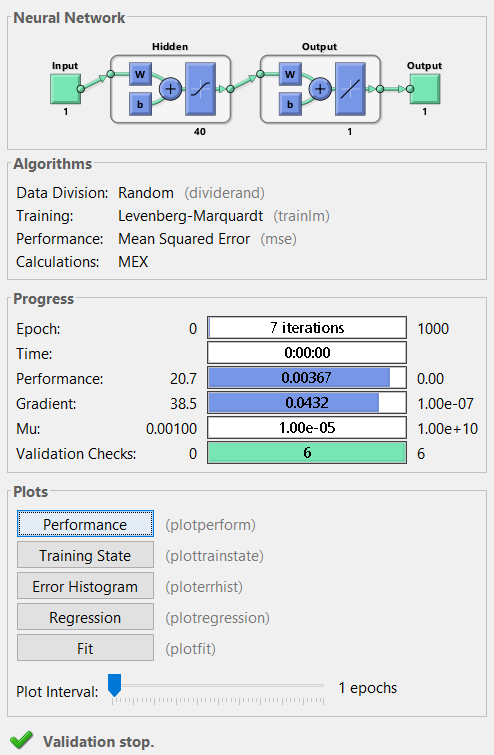 Neural Network
Hidden Output
Input Output
W W
b b
+ +
1 1
40 1
Algorithms
Data Division: Random (dividerand)
Training: Levenberg-Marquardt (trainlm)
Performance: Mean Squared Error (mse)
Calculations: MEX
Progress
Epoch: 0 7 iterations 1000
Time: 0:00:00
Performance: 20.7 0.00367 0.00
Gradient: 38.5 0.0432 1.00e-07
Mu: 0.00100 1.00e-05 1.00e+10
Validation Checks: 0 6 6
Plots
Performance (plotperform)
Training State (plottrainstate)
Error Histogram (ploterrhist)
Regression (plotregression)
Fit (plotfit)
Plot Interval: 1 epochs
Validation stop.